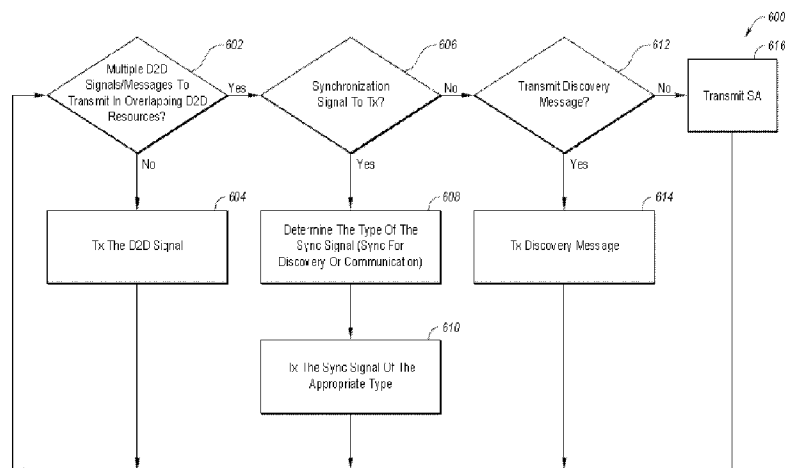 600
602
Multiple D2D
Signals/Messages To
Transmit In Overlapping D2D
Resources?
Yes
No
606
Synchronization
Signal To Tx?
No
Yes
612
Transmit Discovery
Message?
No
Yes
616
Transmit SA
604
Tx The D2D Signal
608
Determine The Type Of The
Sync Signal (Sync For
Discovery Or Communication)
614
Tx Discovery Message
610
Tx The Sync Signal Of The
Appropriate Type